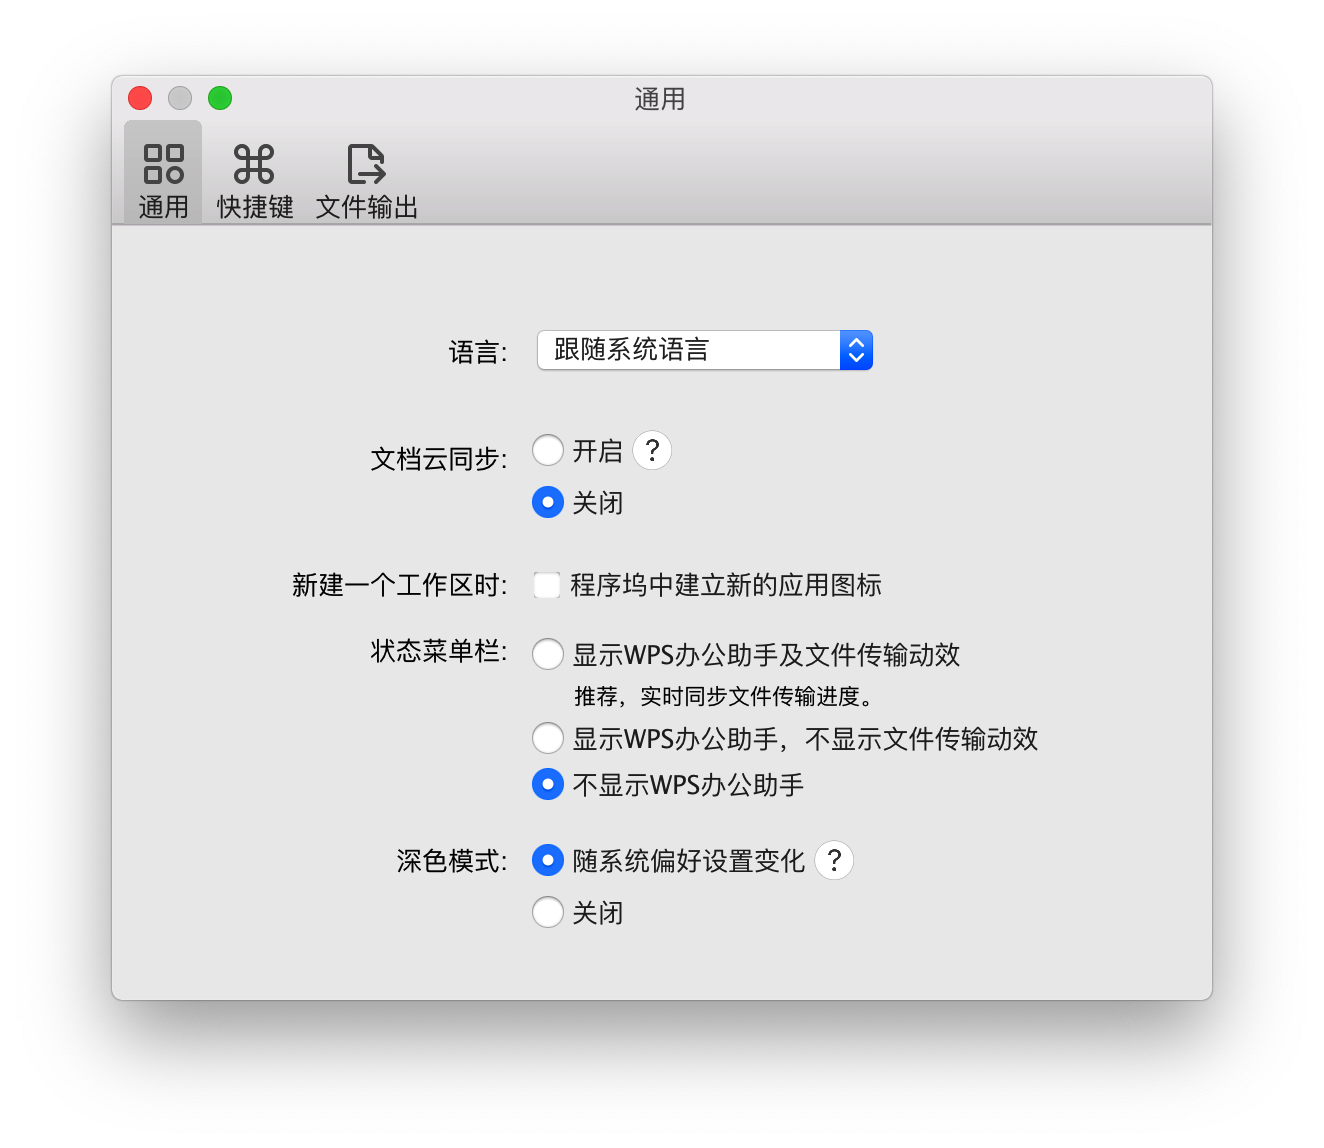 通用
通用 快捷键 文件输出
语言: 跟随系统语言
文档云同步: 开启 ?
关闭
新建一个工作区时: 程序坞中建立新的应用图标
状态菜单栏: 显示WPS办公助手及文件传输动效
推荐，实时同步文件传输进度。
显示WPS办公助手，不显示文件传输动效
不显示WPS办公助手
深色模式: 随系统偏好设置变化 ?
关闭